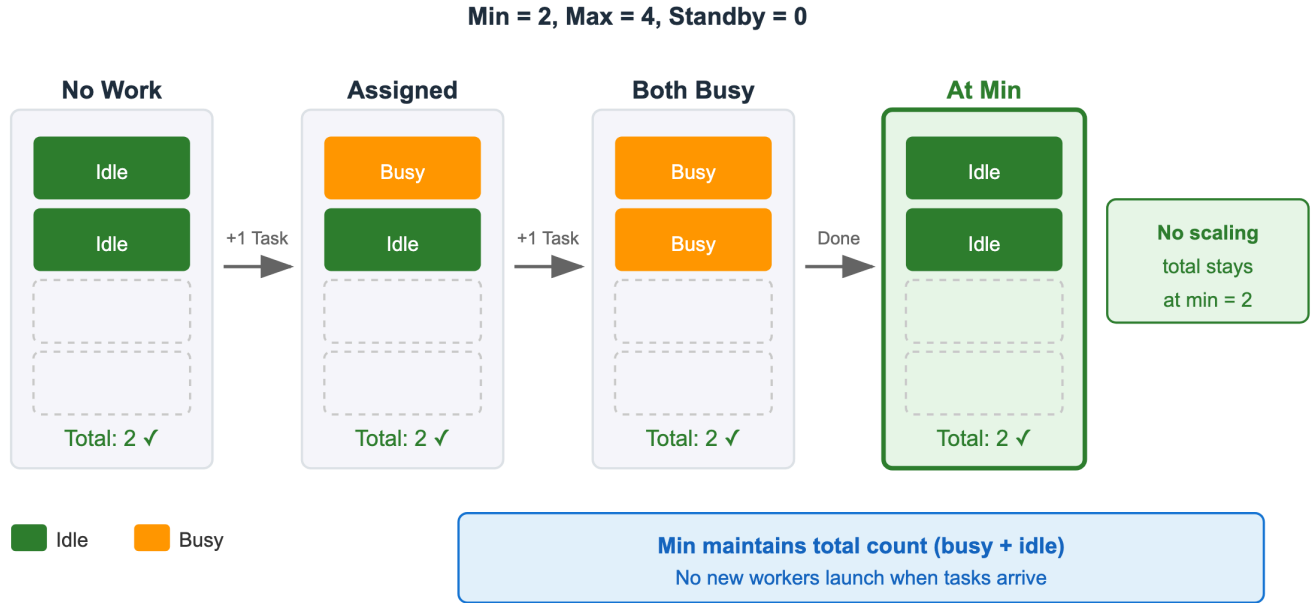 Min = 2, Max = 4, Standby = 0
No Work
Idle
Idle
Total: 2 ✓
+1 Task
Assigned
Busy
Idle
Total: 2 ✓
+1 Task
Both Busy
Busy
Busy
Total: 2 ✓
Done
At Min
Idle
Idle
Total: 2 ✓
No scaling
total stays
at min = 2
Idle
Busy
Min maintains total count (busy + idle)
No new workers launch when tasks arrive